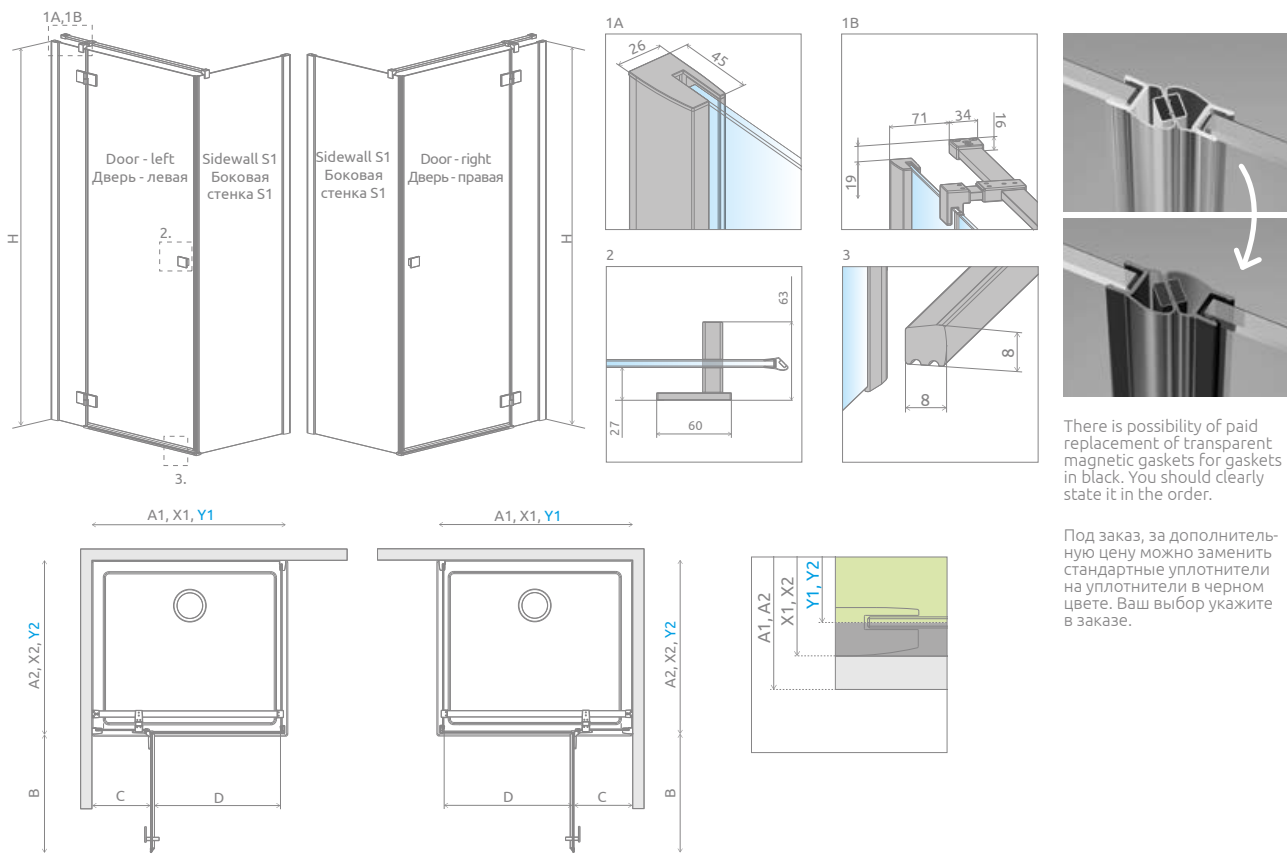 1A,1B
H
Door - left
Дверь - левая
Sidewall S1
Боковая
стенка S1
2.
3.
Sidewall S1
Боковая
стенка S1
Door - right
Дверь - правая
H
1A
26
45
1B
71
34
16
19
2
63
27
60
3
8
8
There is possibility of paid
replacement of transparent
magnetic gaskets for gaskets
in black. You should clearly
state it in the order.
Под заказ, за дополнитель-
ную цену можно заменить
стандартные уплотнители
на уплотнители в черном
цвете. Ваш выбор укажите
в заказе.
A1, X1, Y1
A2, X2, Y2
B
C
D
A1, X1, Y1
A2, X2, Y2
B
D
C
A1, A2
X1, X2
Y1, Y2